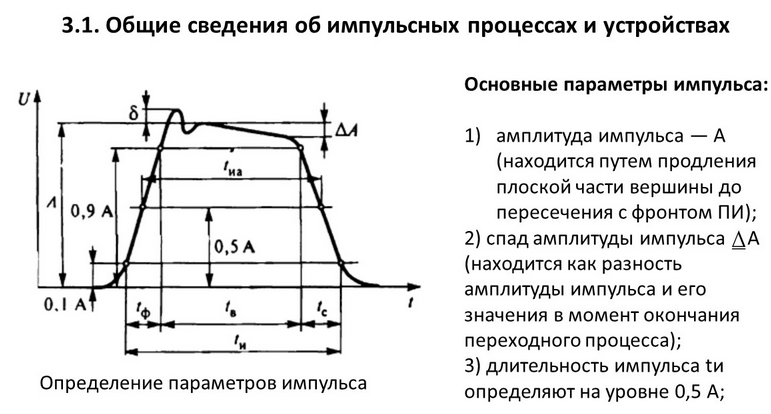 3.1. Общие сведения об импульсных процессах и устройствах
Основные параметры импульса:
U
δ
ΔA
A
0,9 A
tиа
0,5 A
0,1 A
t
tф
tв
tс
tи
Определение параметров импульса
1) амплитуда импульса — А
(находится путем продления
плоской части вершины до
пересечения с фронтом ПИ);
2) спад амплитуды импульса △А
(находится как разность
амплитуды импульса и его
значения в момент окончания
переходного процесса);
3) длительность импульса tи
определяют на уровне 0,5 А;